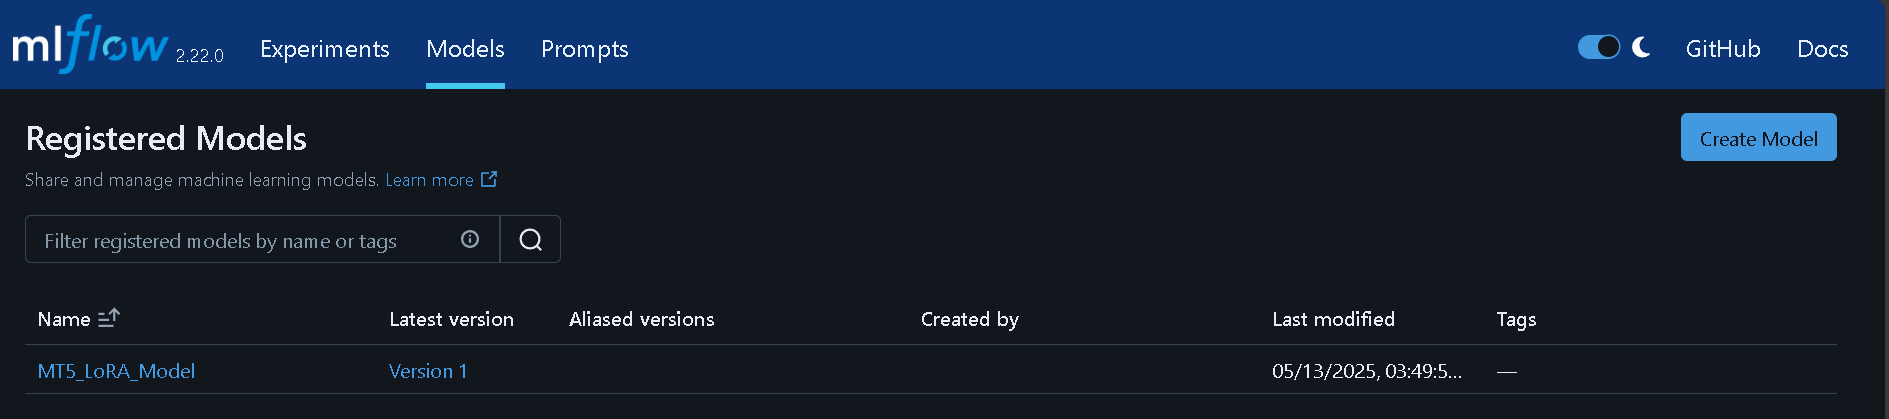 mlflow 2.22.0 Experiments Models Prompts GitHub Docs
Registered Models
Create Model
Share and manage machine learning models. Learn more
Filter registered models by name or tags
Name Latest version Aliased versions Created by Last modified Tags
MT5_LoRA_Model Version 1 05/13/2025, 03:49:5... —